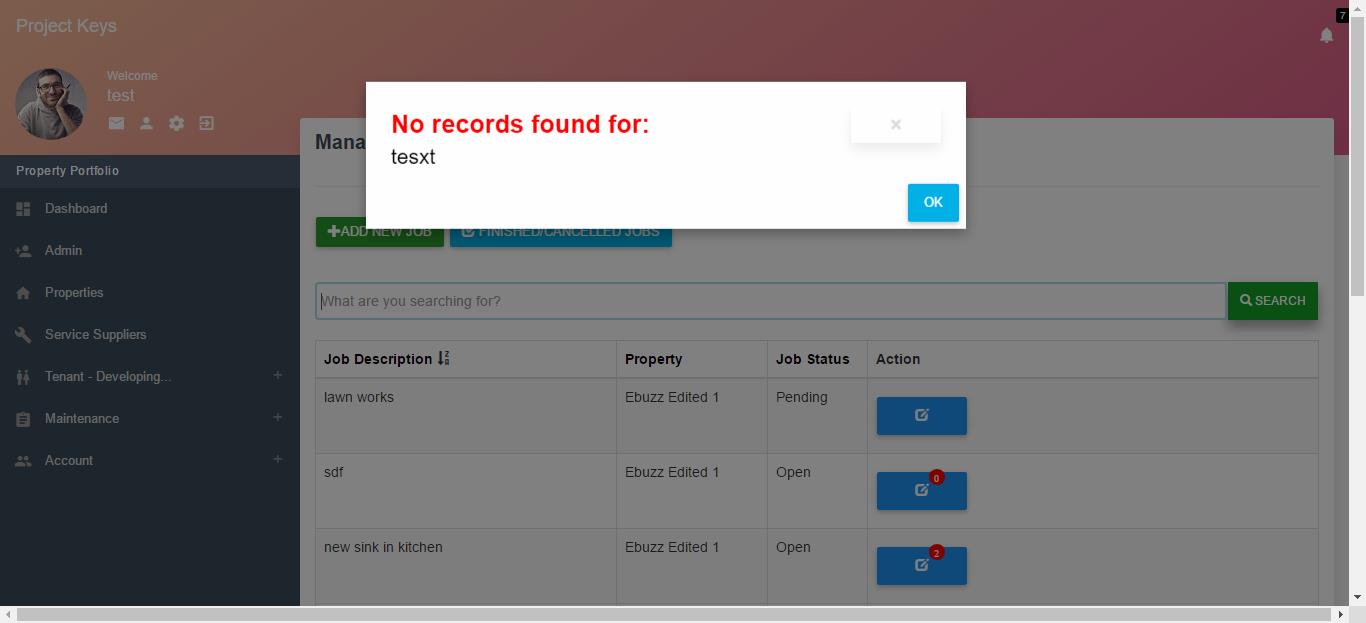 Project Keys
7
Welcome
test
No records found for:
×
tesxt
OK
Mana
ADD NEW JOB
FINISHED/CANCELLED JOBS
Property Portfolio
Dashboard
Admin
Properties
Service Suppliers
Tenant - Developing... +
Maintenance +
Account +
What are you searching for?
SEARCH
Job Description Property Job Status Action
lawn works Ebuzz Edited 1 Pending
sdf Ebuzz Edited 1 Open 0
new sink in kitchen Ebuzz Edited 1 Open 2